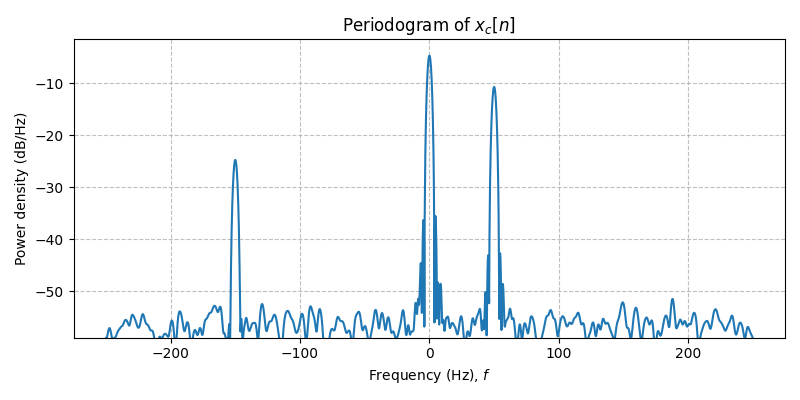 Periodogram of x_c[n]
Power density (dB/Hz)
−10
−20
−30
−40
−50
−200 −100 0 100 200
Frequency (Hz), f